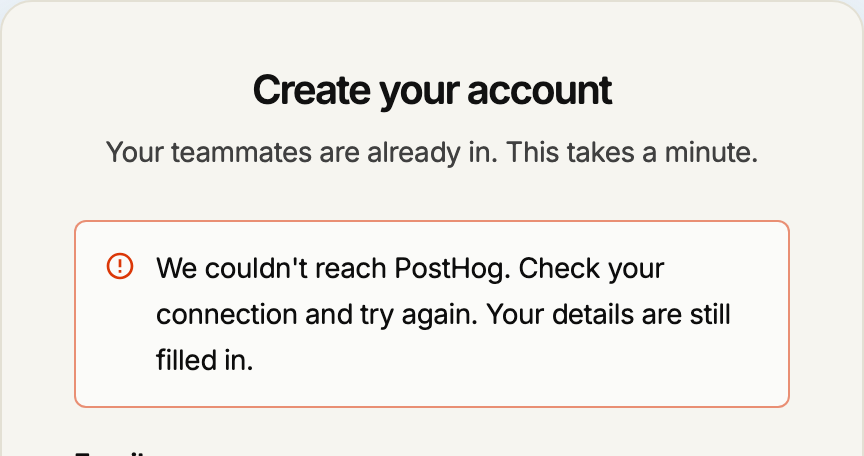 Create your account
Your teammates are already in. This takes a minute.
We couldn't reach PostHog. Check your
connection and try again. Your details are still
filled in.